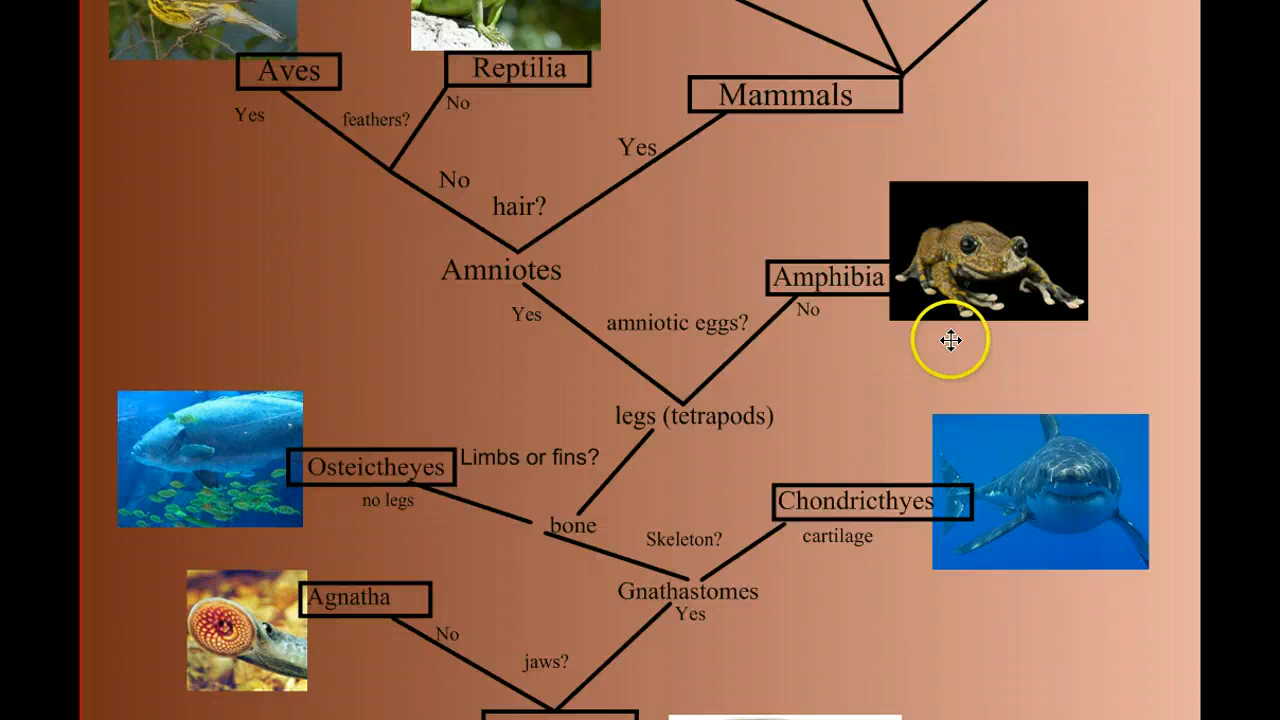 Aves
Reptilia
Mammals
Yes
feathers?
No
Yes
No
hair?
Amniotes
Amphibia
Yes
amniotic eggs?
No
legs (tetrapods)
Osteictheyes
Limbs or fins?
no legs
Chondricthyes
bone
Skeleton?
cartilage
Gnathastomes
Agnatha
Yes
No
jaws?